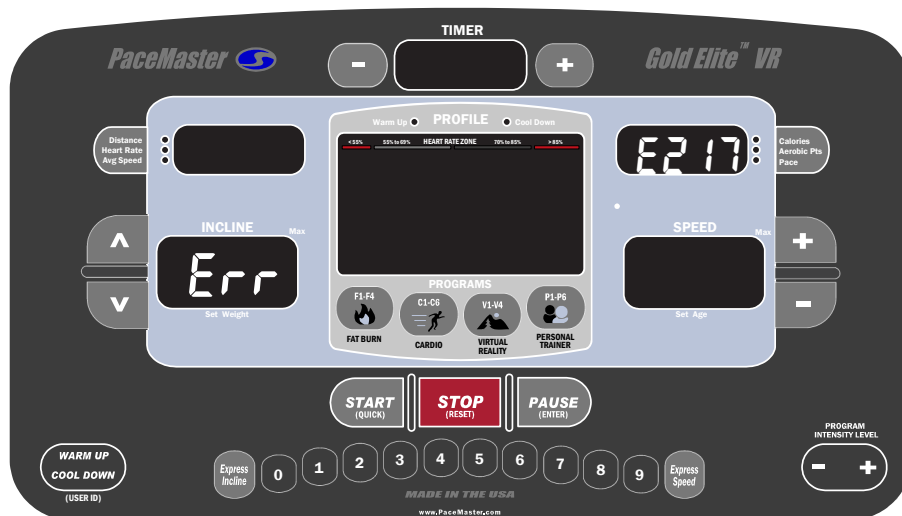 TIMER
PaceMaster
- +
Gold Elite™ VR
Warm Up PROFILE Cool Down
<55% 55% to 69% HEART RATE ZONE 70% to 85% >85%
Distance
Heart Rate
Avg Speed
E217
Calories
Aerobic Pts
Pace
INCLINE
Max
Err
Set Weight
SPEED
Max
Set Age
+
-
PROGRAMS
F1-F4
FAT BURN
C1-C6
CARDIO
V1-V4
VIRTUAL
REALITY
P1-P6
PERSONAL
TRAINER
START
(QUICK)
STOP
(RESET)
PAUSE
(ENTER)
WARM UP
COOL DOWN
(USER ID)
Express
Incline
0 1 2 3 4 5 6 7 8 9
Express
Speed
PROGRAM
INTENSITY LEVEL
- +
MADE IN THE USA
www.PaceMaster.com